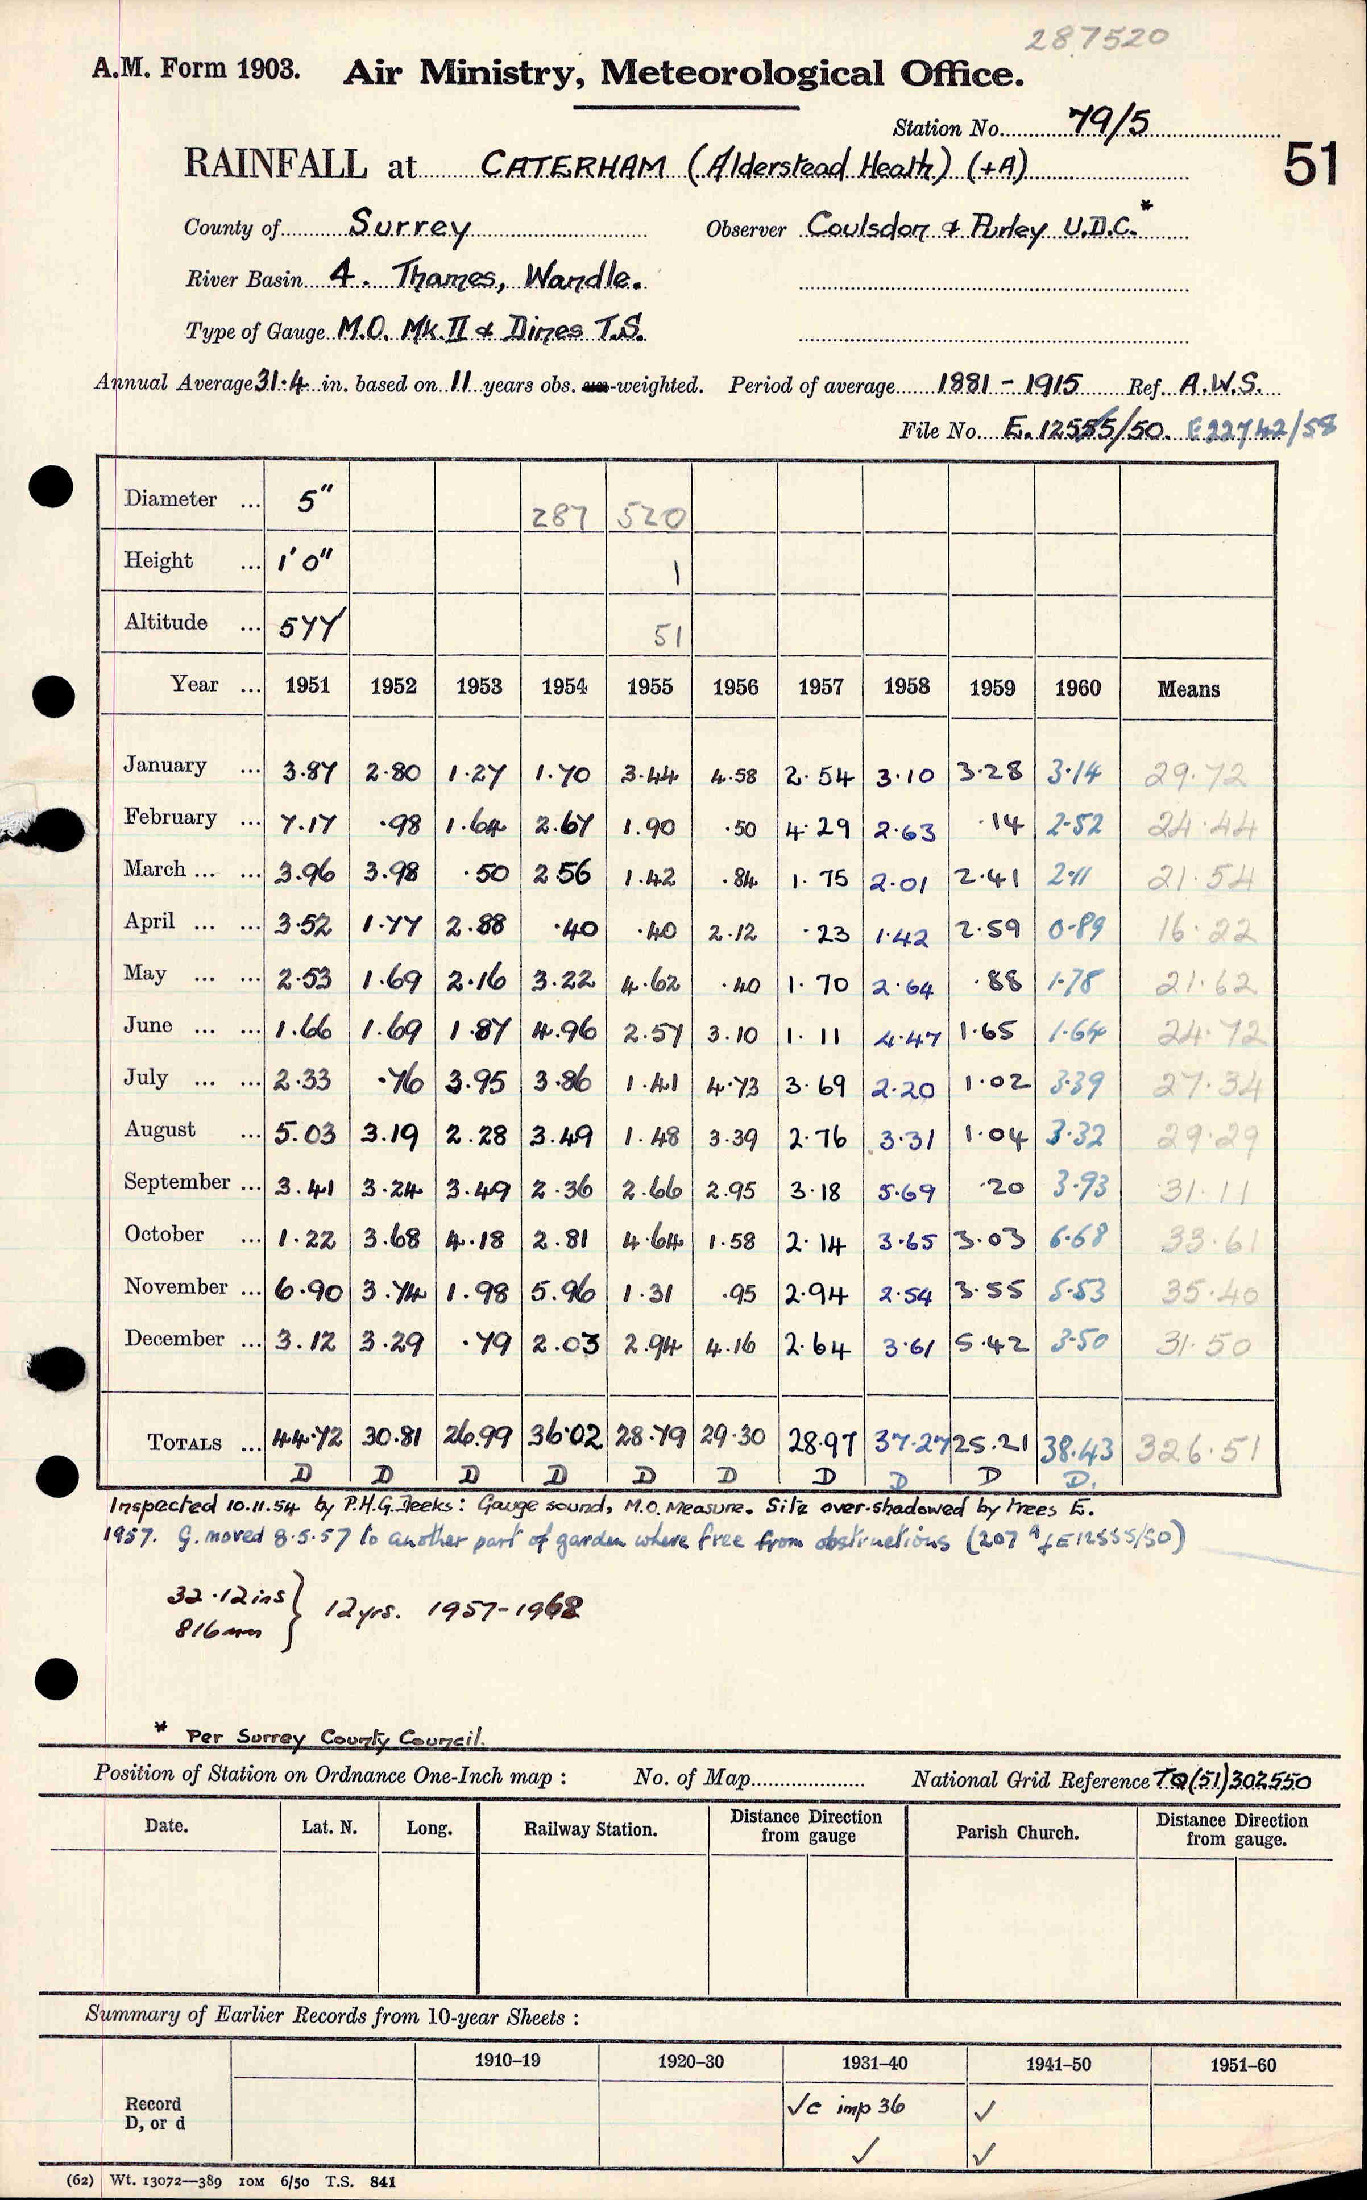 287520
A.M. Form 1903. Air Ministry, Meteorological Office.
Station No. 79/5
51
RAINFALL at CATERHAM (Alderstead Heath) (+A)
County of Surrey Observer Coulsdon & Purley U.D.C.*
River Basin 4. Thames, Wandle.
Type of Gauge M.O. Mk.II & Dines T.S.
Annual Average 31.4 in. based on 11 years obs. un-weighted. Period of average 1881-1915 Ref. A.W.S.
File No. E.12555/50. E22742/58
Diameter ... 5" 287 520
Height ... 1'0" 1
Altitude ... 577 51
Year ... 1951 1952 1953 1954 1955 1956 1957 1958 1959 1960 Means
January ... 3.87 2.80 1.27 1.70 3.44 4.58 2.54 3.10 3.28 3.14 29.72
February ... 7.17 .98 1.64 2.67 1.90 .50 4.29 2.63 .14 2.52 24.44
March ... ... 3.96 3.98 .50 2.56 1.42 .84 1.75 2.01 2.41 2.11 21.54
April ... ... 3.52 1.77 2.88 .40 .40 2.12 .23 1.42 2.59 0.89 16.22
May ... ... 2.53 1.69 2.16 3.22 4.62 .40 1.70 2.64 .88 1.78 21.62
June ... ... 1.66 1.69 1.87 4.96 2.57 3.10 1.11 4.47 1.65 1.64 24.72
July ... ... 2.33 .76 3.95 3.86 1.41 4.73 3.69 2.20 1.02 3.39 27.34
August ... 5.03 3.19 2.28 3.49 1.48 3.39 2.76 3.31 1.04 3.32 29.29
September ... 3.41 3.24 3.49 2.36 2.66 2.95 3.18 5.69 .20 3.93 31.11
October ... 1.22 3.68 4.18 2.81 4.64 1.58 2.14 3.65 3.03 6.68 33.61
November ... 6.90 3.74 1.98 5.96 1.31 .95 2.94 2.54 3.55 5.53 35.40
December ... 3.12 3.29 .79 2.03 2.94 4.16 2.64 3.61 5.42 3.50 31.50
TOTALS ... 44.72 30.81 26.99 36.02 28.79 29.30 28.97 37.27 25.21 38.43 326.51
D D D D D D D D D D.
Inspected 10.11.54 by P.H.G. Deeks: Gauge sound, M.O. Measure. Site over-shadowed by trees E.
1957. G. moved 8.5.57 to another part of garden where free from obstructions (207 of E12555/50)
32.12 ins } 12 yrs. 1957-1968
816 mm
* Per Surrey County Council.
Position of Station on Ordnance One-Inch map : No. of Map National Grid Reference TQ(51)302550
Date. Lat. N. Long. Railway Station. Distance Direction from gauge Parish Church. Distance Direction from gauge.
Summary of Earlier Records from 10-year Sheets :
1910-19 1920-30 1931-40 1941-50 1951-60
Record D, or d ✓c imp 36 ✓
✓ ✓
(62) Wt. 13072—389 10M 6/50 T.S. 841